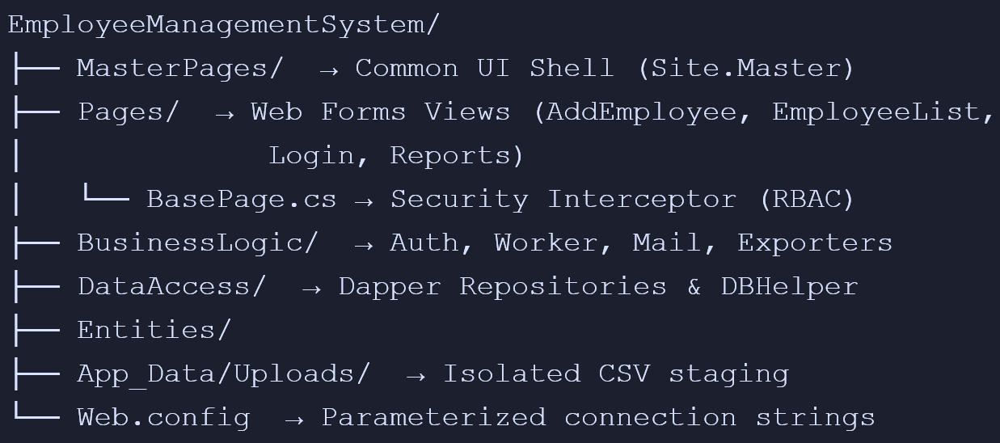 EmployeeManagementSystem/
├── MasterPages/  → Common UI Shell (Site.Master)
├── Pages/  → Web Forms Views (AddEmployee, EmployeeList,
│              Login, Reports)
│   └── BasePage.cs → Security Interceptor (RBAC)
├── BusinessLogic/  → Auth, Worker, Mail, Exporters
├── DataAccess/  → Dapper Repositories & DBHelper
├── Entities/
├── App_Data/Uploads/  → Isolated CSV staging
└── Web.config  → Parameterized connection strings